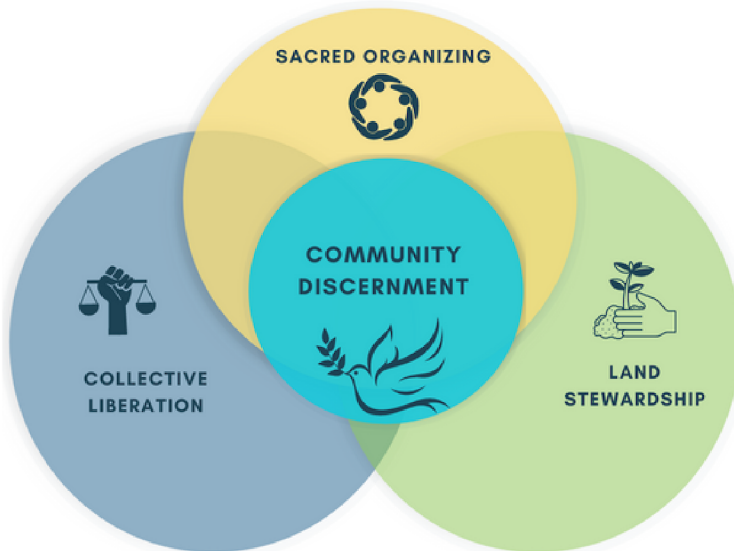 SACRED ORGANIZING
COMMUNITY
DISCERNMENT
COLLECTIVE
LIBERATION
LAND
STEWARDSHIP